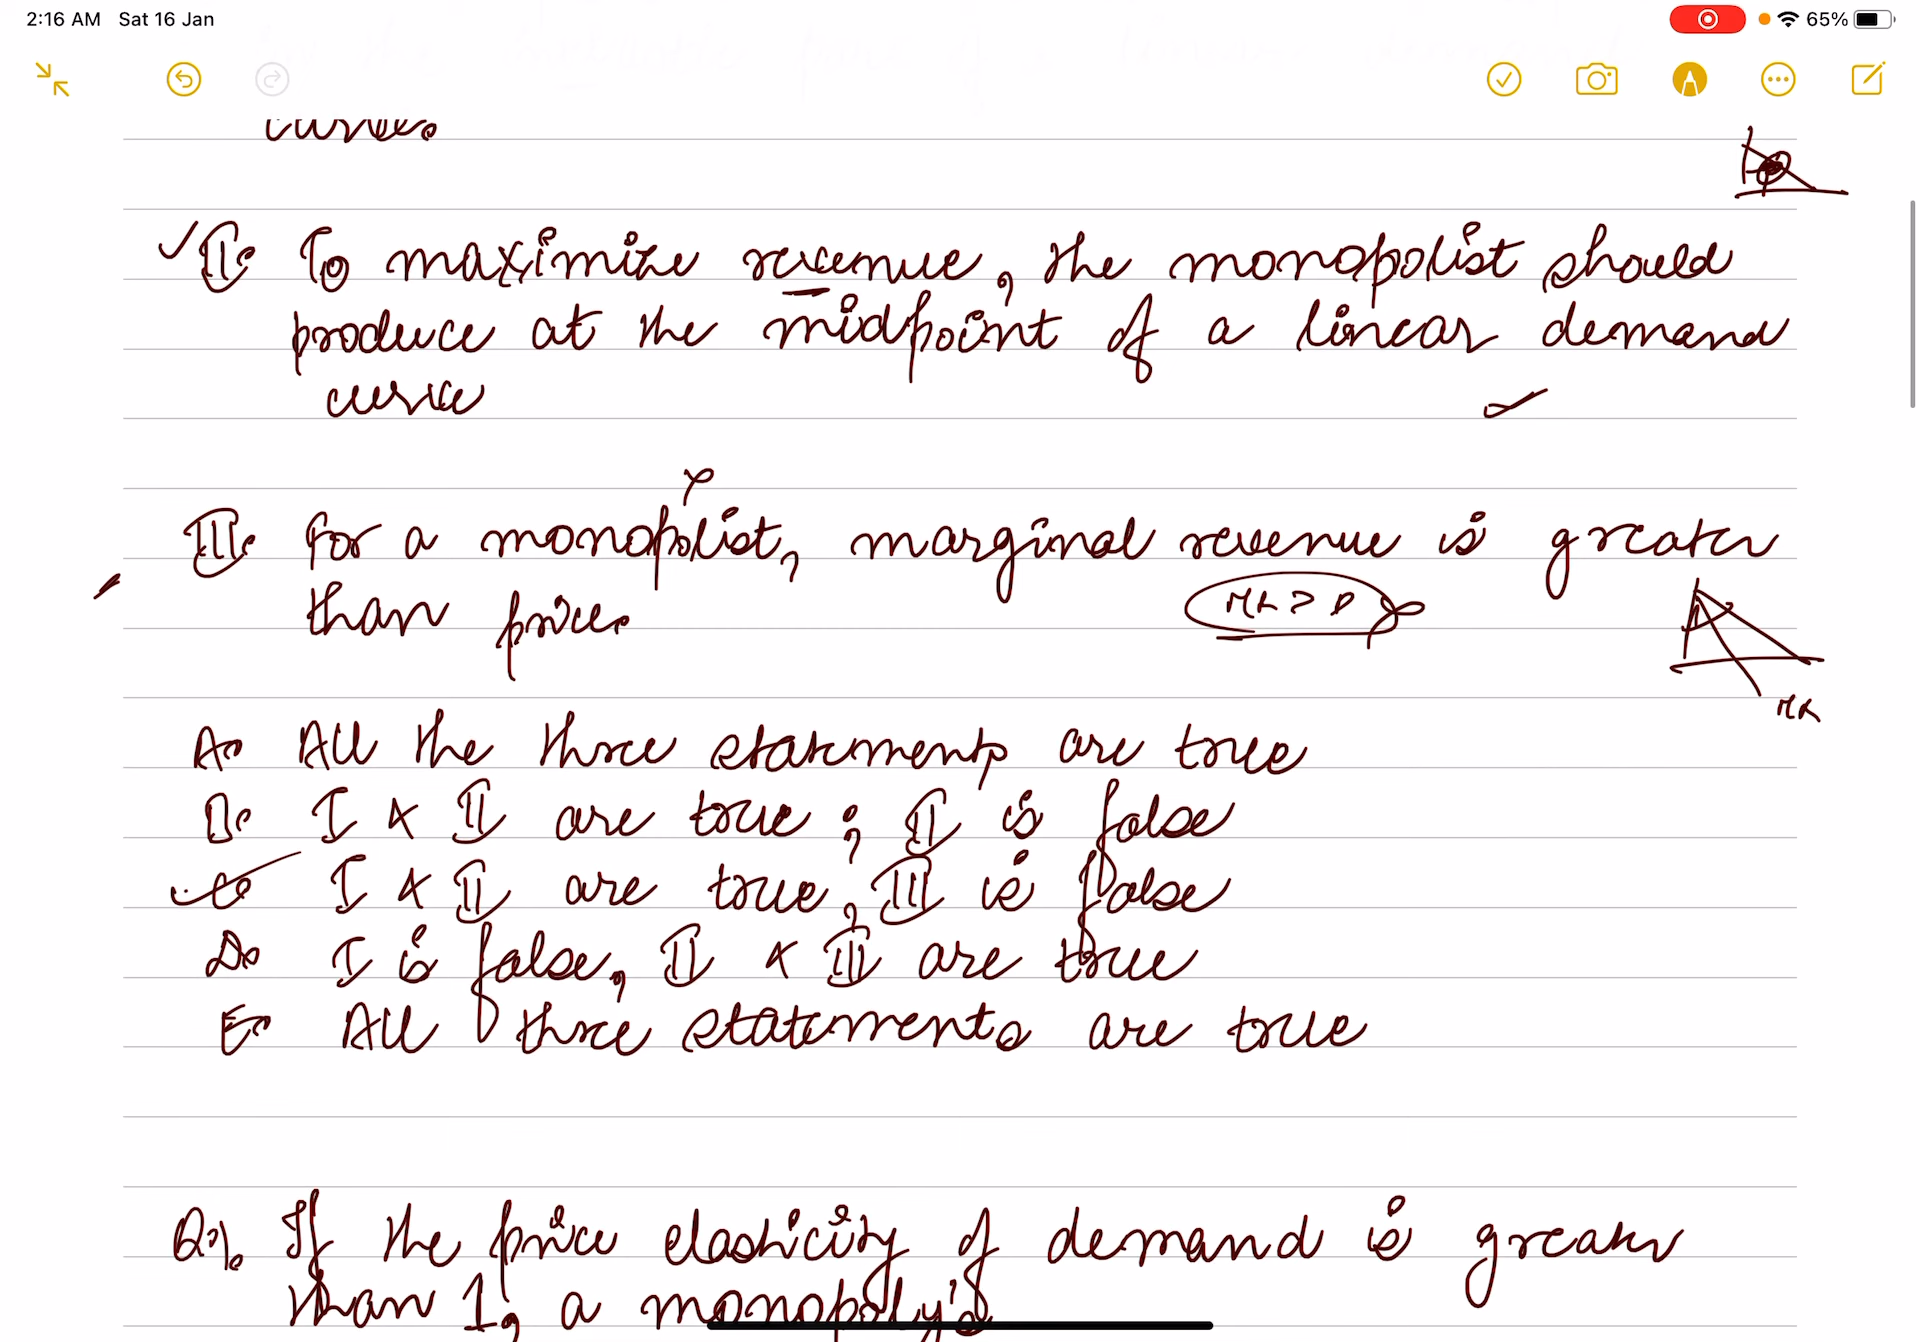 2:16 AM Sat 16 Jan 65%
curve.
II. To maximize revenue, the monopolist should
produce at the midpoint of a linear demand
curve
III. For a monopolist, marginal revenue is greater
than price.
MR > P
MR
A. All the three statements are true
B. I & II are true; II is false
C. I & II are true, III is false
D. I is false, II & III are true
E. All three statements are true
Q. If the price elasticity of demand is greater
than 1, a monopoly's